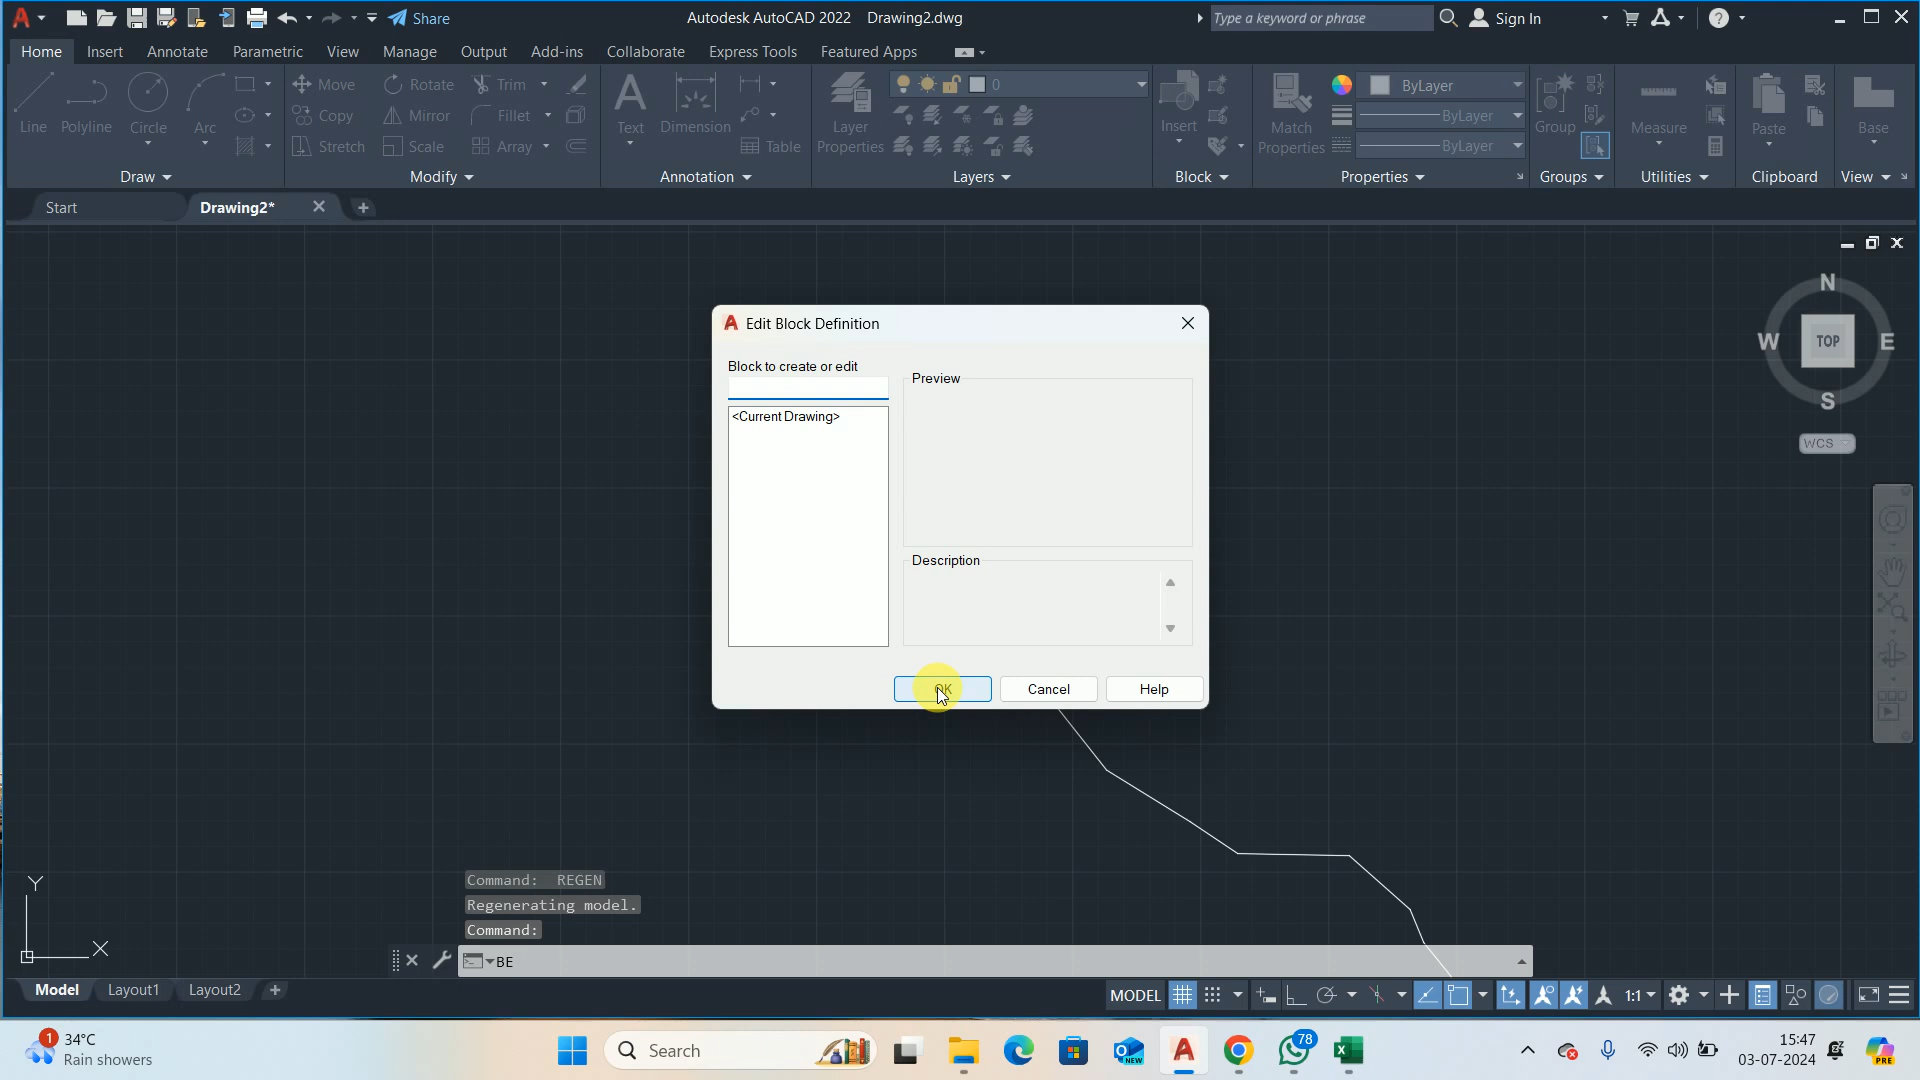 Share
Autodesk AutoCAD 2022 Drawing2.dwg
Type a keyword or phrase
Sign In
Home Insert Annotate Parametric View Manage Output Add-ins Collaborate Express Tools Featured Apps
Line Polyline Circle Arc
Move Rotate Trim
Copy Mirror Fillet
Stretch Scale Array
Text Dimension
Table
Layer
Properties
0
Insert
Match
Properties
ByLayer
ByLayer
ByLayer
Group
Measure
Paste
Base
Draw Modify Annotation Layers Block Properties Groups Utilities Clipboard View
Start Drawing2*
N
W TOP E
S
WCS
Edit Block Definition
Block to create or edit
<Current Drawing>
Preview
Description
OK Cancel Help
Y
X
Command: REGEN
Regenerating model.
Command:
BE
Model Layout1 Layout2
MODEL 1:1
1
34°C
Rain showers
Search
NEW
78
15:47
03-07-2024
PRE